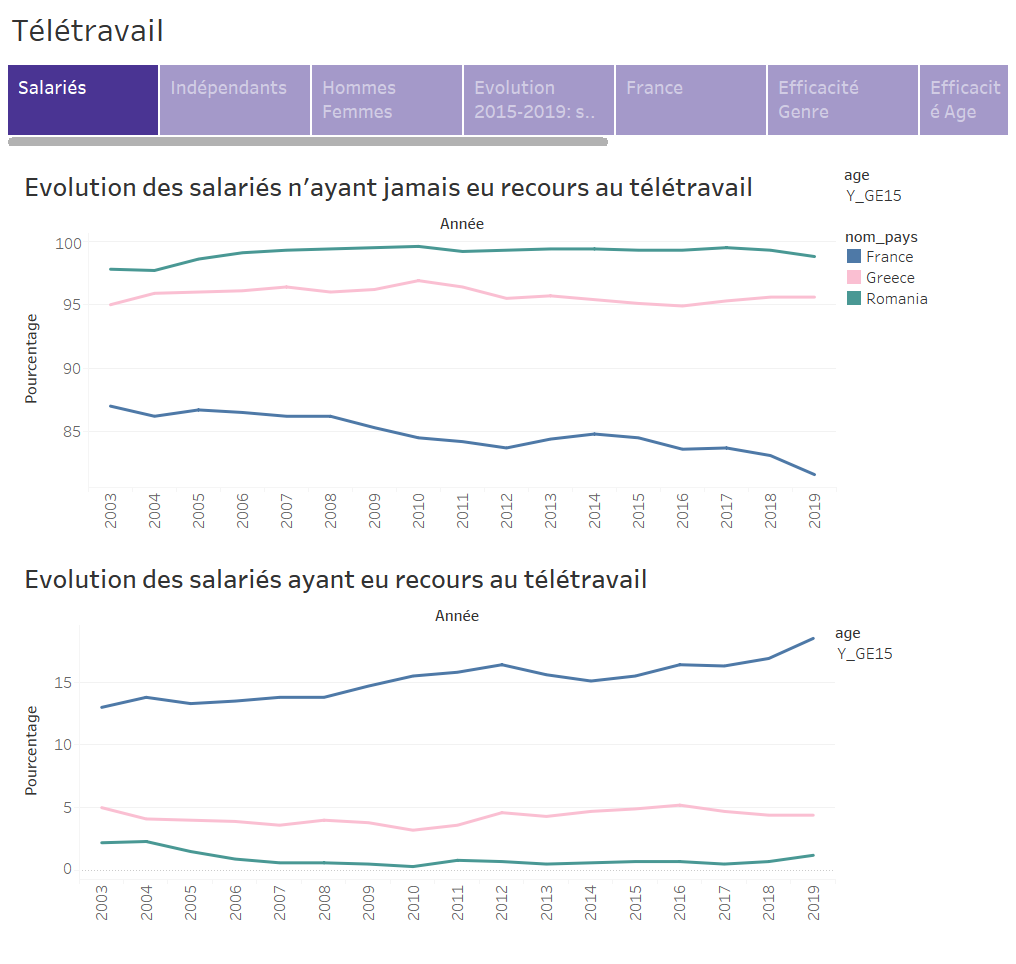 Télétravail
Salariés
Indépendants
Hommes
Femmes
Evolution
2015-2019: s..
France
Efficacité
Genre
Efficacit
é Age
Evolution des salariés n’ayant jamais eu recours au télétravail
Année
100
95
90
85
Pourcentage
2003
2004
2005
2006
2007
2008
2009
2010
2011
2012
2013
2014
2015
2016
2017
2018
2019
age
Y_GE15
nom_pays
France
Greece
Romania
Evolution des salariés ayant eu recours au télétravail
Année
15
10
5
0
Pourcentage
2003
2004
2005
2006
2007
2008
2009
2010
2011
2012
2013
2014
2015
2016
2017
2018
2019
age
Y_GE15